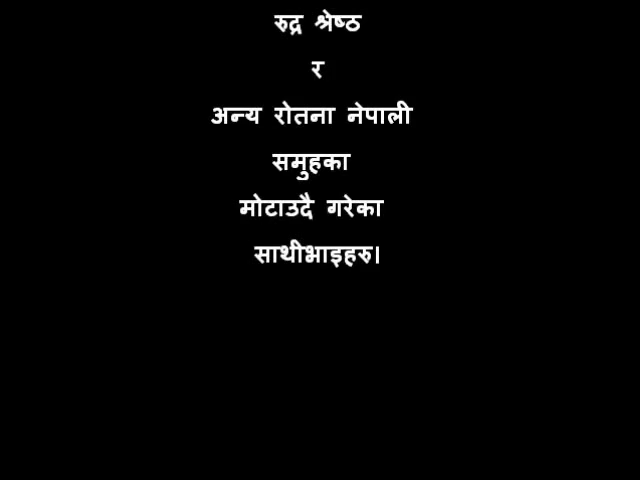 रुद्र श्रेष्ठ
र
अन्य रोतना नेपाली
समुहका
मोटाउदै गरेका
साथीभाइहरु।